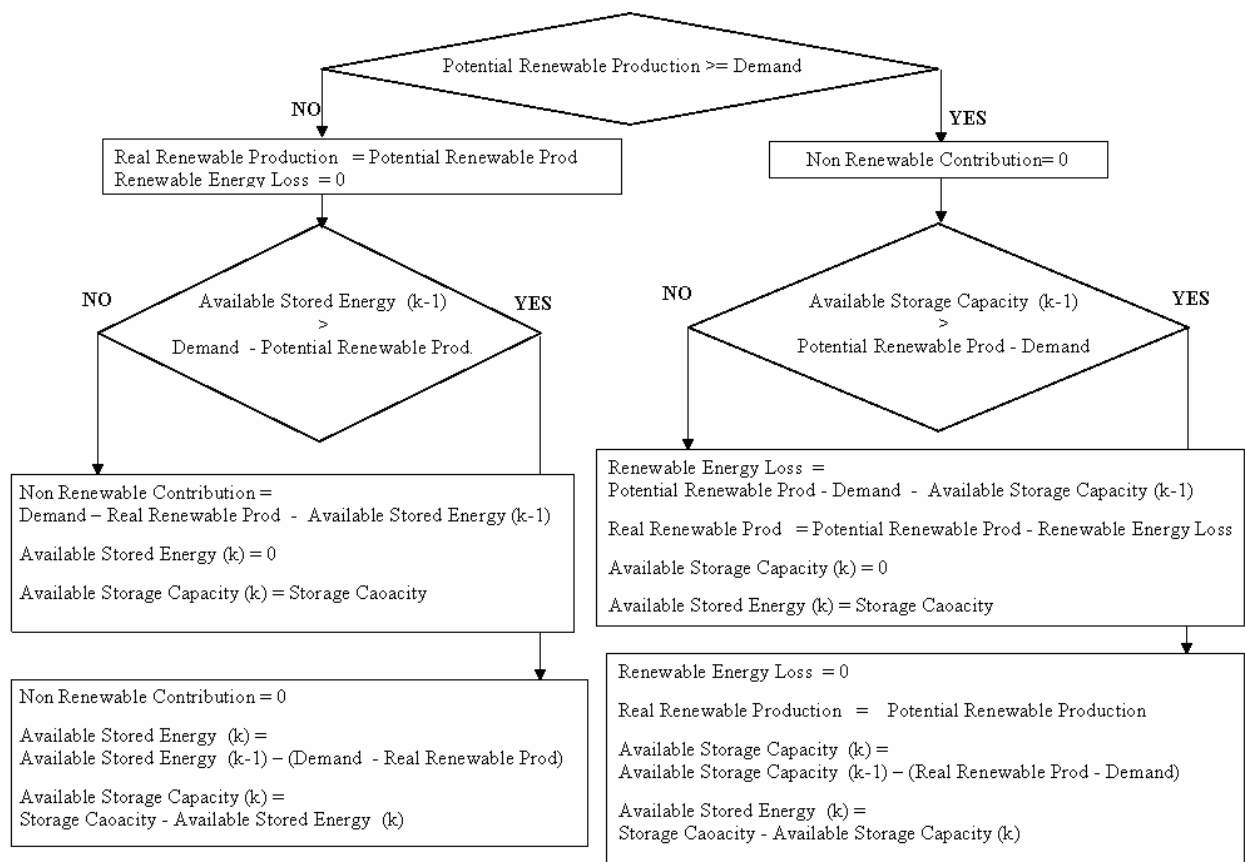 Potential Renewable Production >= Demand
NO
YES
Real Renewable Production = Potential Renewable Prod
Renewable Energy Loss = 0
Non Renewable Contribution= 0
NO
Available Stored Energy (k-1)
>
Demand - Potential Renewable Prod.
YES
NO
Available Storage Capacity (k-1)
>
Potential Renewable Prod - Demand
YES
Non Renewable Contribution =
Demand – Real Renewable Prod - Available Stored Energy (k-1)
Available Stored Energy (k) = 0
Available Storage Capacity (k) = Storage Caoacity
Renewable Energy Loss =
Potential Renewable Prod - Demand - Available Storage Capacity (k-1)
Real Renewable Prod = Potential Renewable Prod - Renewable Energy Loss
Available Storage Capacity (k) = 0
Available Stored Energy (k) = Storage Caoacity
Non Renewable Contribution = 0
Available Stored Energy (k) =
Available Stored Energy (k-1) – (Demand - Real Renewable Prod)
Available Storage Capacity (k) =
Storage Caoacity - Available Stored Energy (k)
Renewable Energy Loss = 0
Real Renewable Production = Potential Renewable Production
Available Storage Capacity (k) =
Available Storage Capacity (k-1) – (Real Renewable Prod - Demand)
Available Stored Energy (k) =
Storage Caoacity - Available Storage Capacity (k)